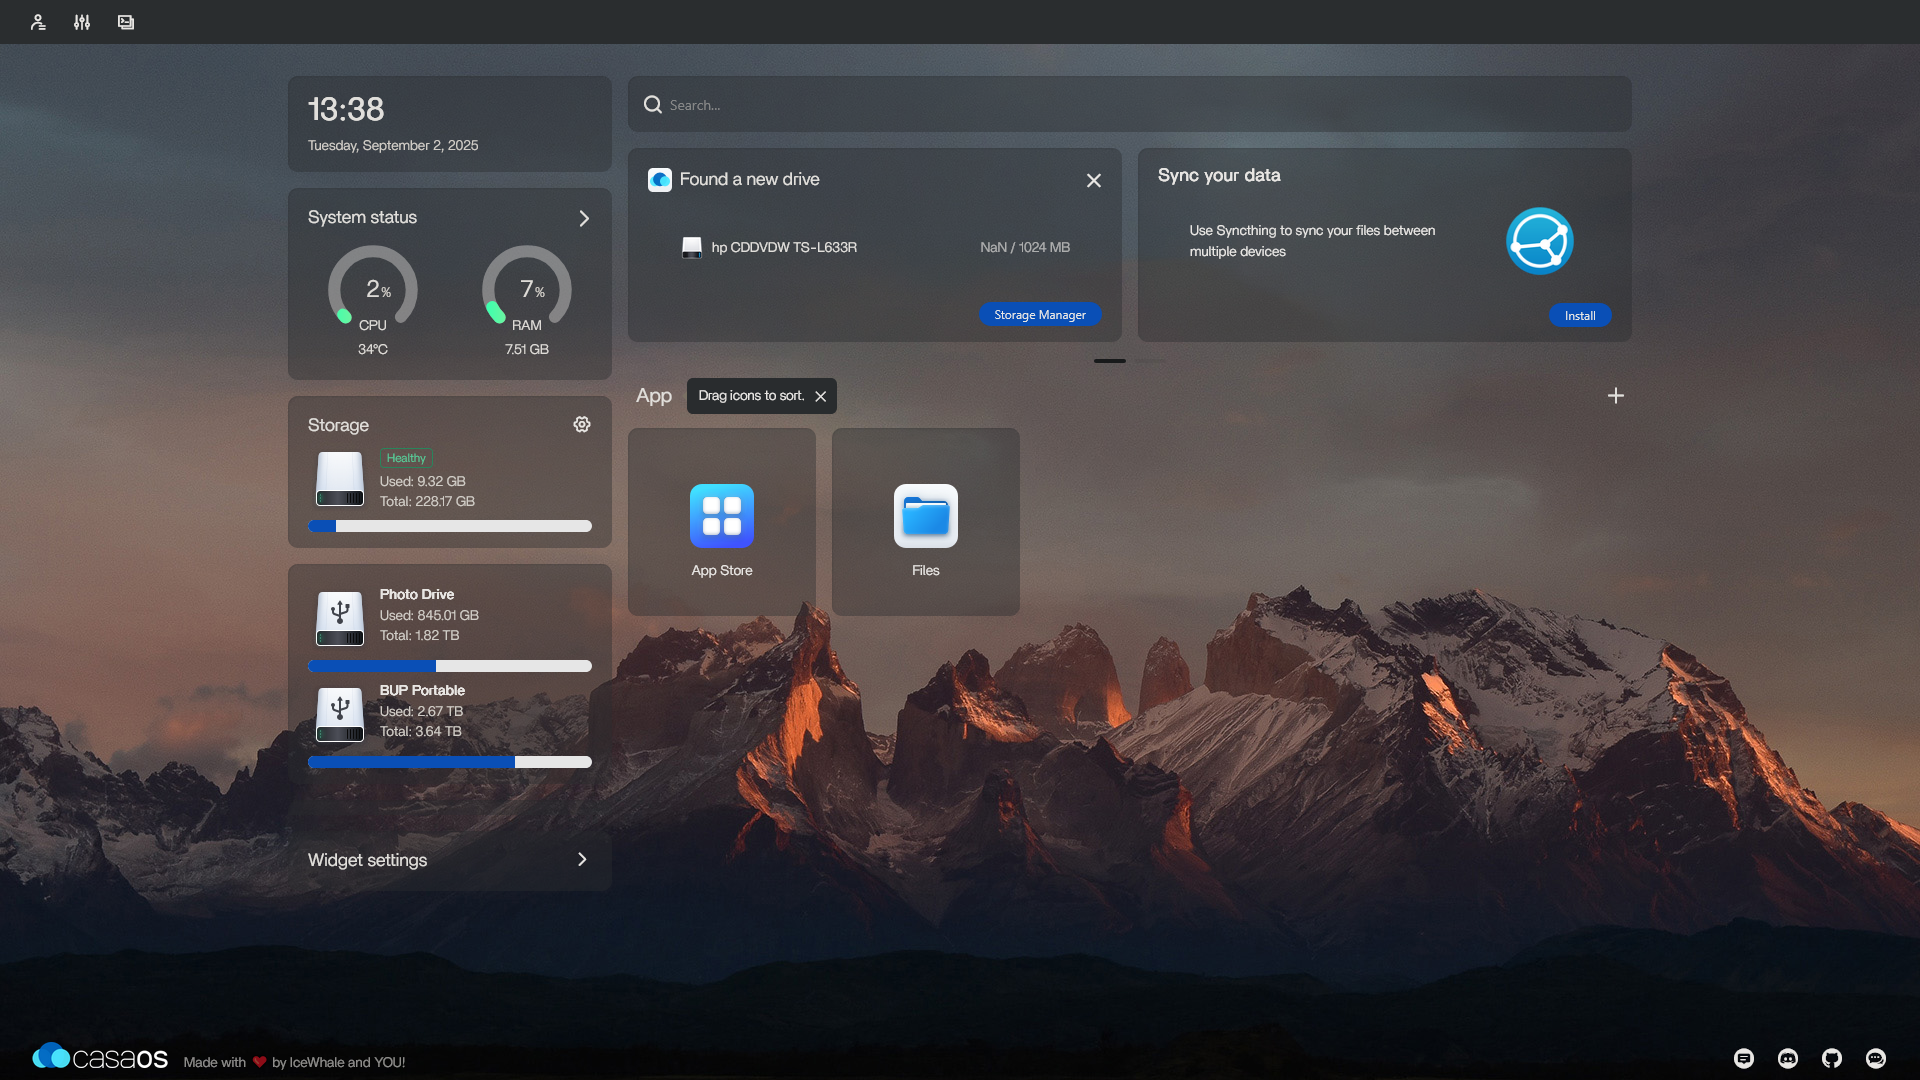 13:38
Tuesday, September 2, 2025
System status
2%
CPU
34°C
7%
RAM
7.51 GB
Storage
Healthy
Used: 9.32 GB
Total: 228.17 GB
Photo Drive
Used: 845.01 GB
Total: 1.82 TB
BUP Portable
Used: 2.67 TB
Total: 3.64 TB
Widget settings
Search...
Found a new drive
hp CDDVDW TS-L633R
NaN / 1024 MB
Storage Manager
Sync your data
Use Syncthing to sync your files between
multiple devices
Install
App
Drag icons to sort.
App Store
Files
casaOS
Made with ❤ by IceWhale and YOU!